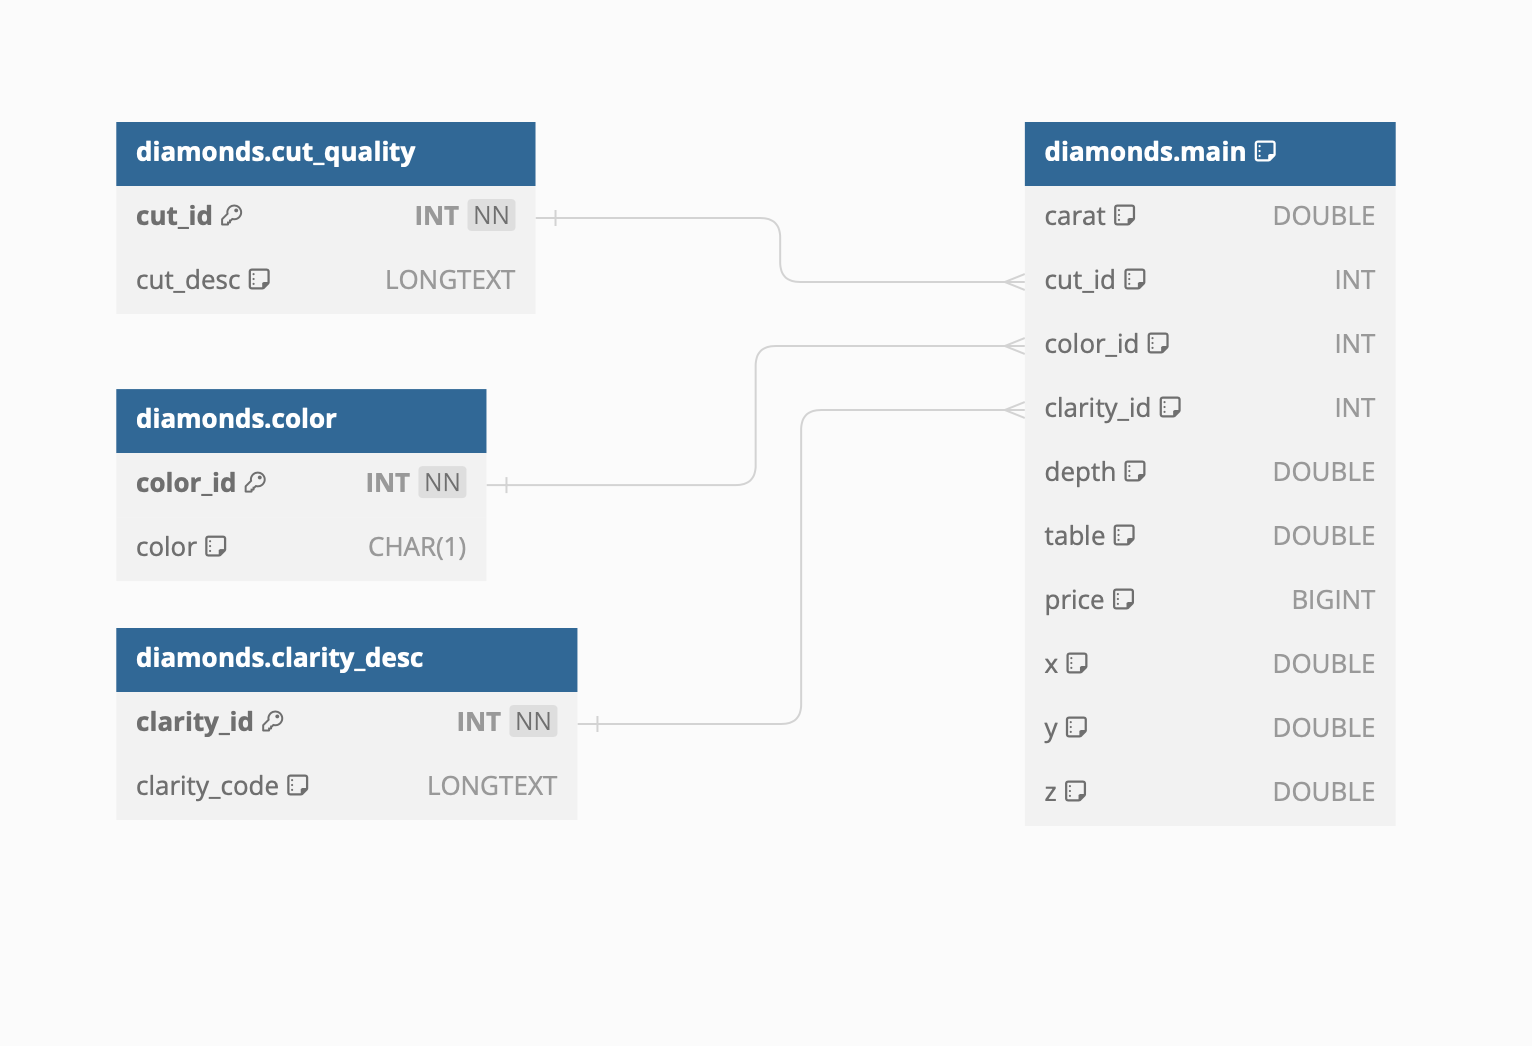 diamonds.cut_quality
cut_id INT NN
cut_desc LONGTEXT
diamonds.color
color_id INT NN
color CHAR(1)
diamonds.clarity_desc
clarity_id INT NN
clarity_code LONGTEXT
diamonds.main
carat DOUBLE
cut_id INT
color_id INT
clarity_id INT
depth DOUBLE
table DOUBLE
price BIGINT
x DOUBLE
y DOUBLE
z DOUBLE